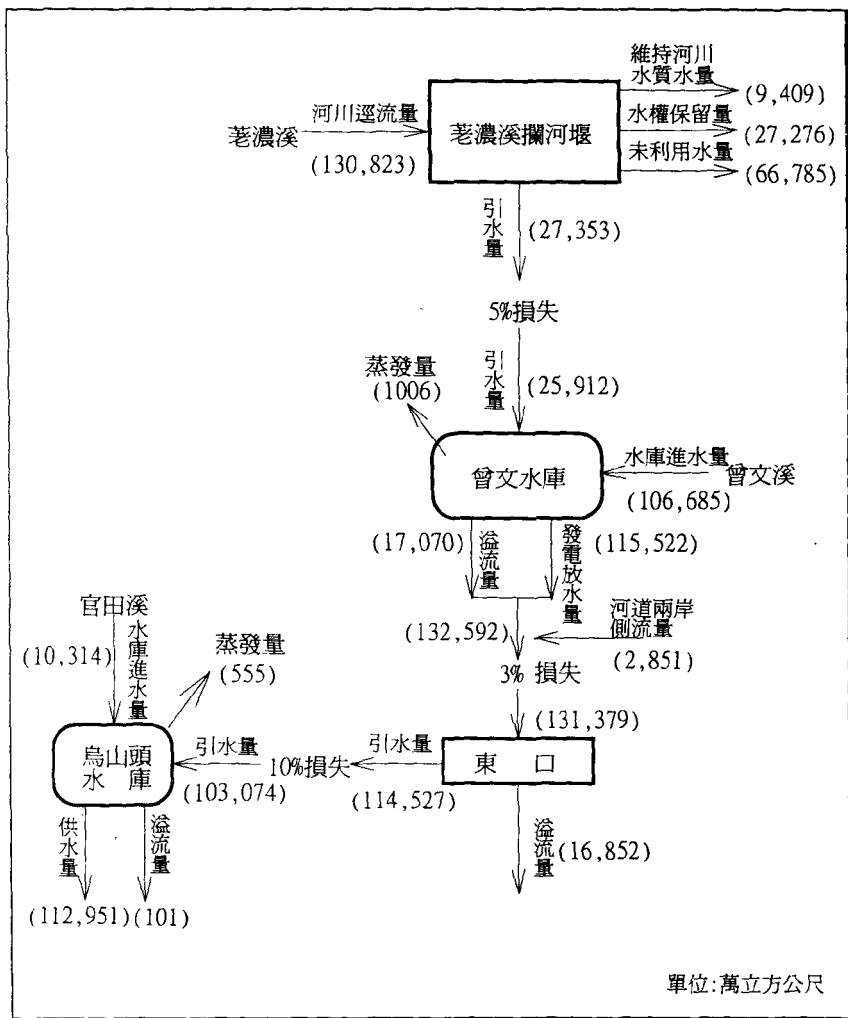 維持河川
水質水量
(9,409)
荖濃溪
河川逕流量
(130,823)
荖濃溪攔河堰
水權保留量
(27,276)
未利用水量
(66,785)
引水量
(27,353)
5%損失
引水量
(25,912)
蒸發量
(1006)
曾文水庫
水庫進水量
(106,685)
曾文溪
(17,070)
溢流量
發電放水量
(115,522)
(132,592)
河道兩岸
側流量
(2,851)
3% 損失
(131,379)
官田溪
(10,314)
水庫進水量
蒸發量
(555)
烏山頭
水 庫
引水量
(103,074)
10%損失
引水量
(114,527)
東 口
供水量
溢流量
(112,951)
(101)
溢流量
(16,852)
單位:萬立方公尺